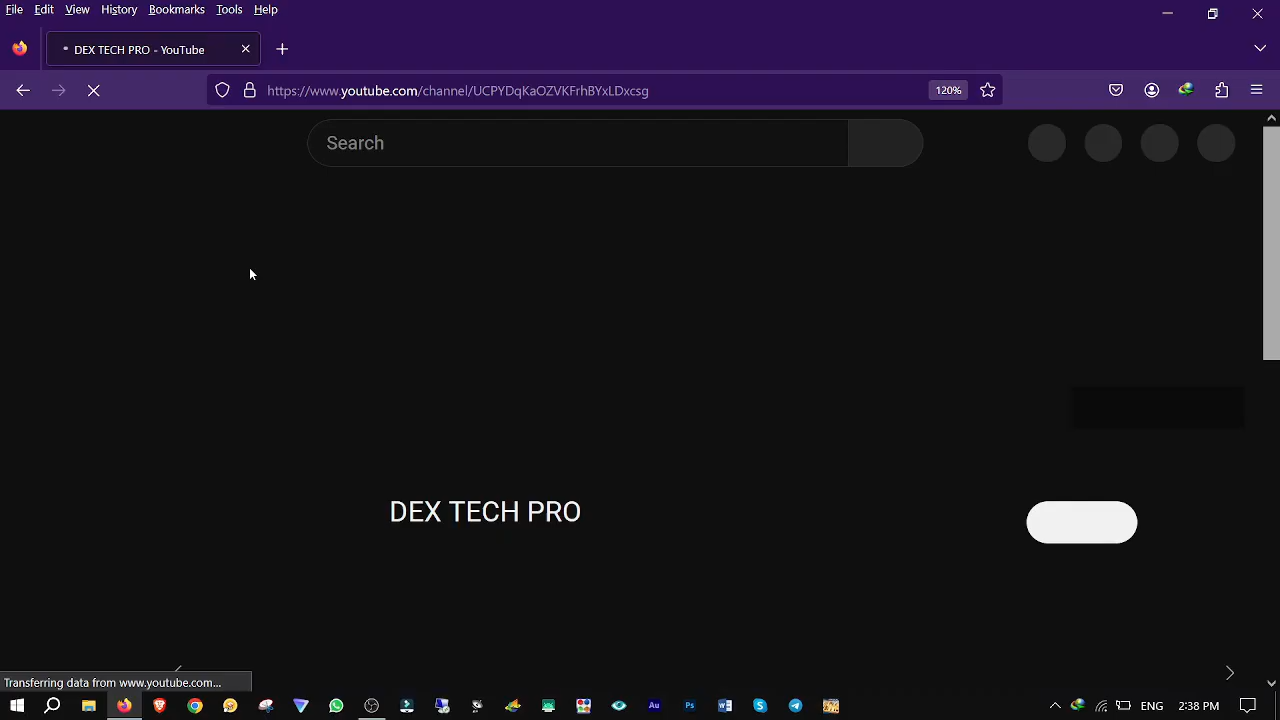 File Edit View History Bookmarks Tools Help
DEX TECH PRO - YouTube
https://www.youtube.com/channel/UCPYDqKaOZVKFrhBYxLDxcsg
120%
Search
DEX TECH PRO
Transferring data from www.youtube.com...
ENG
2:38 PM